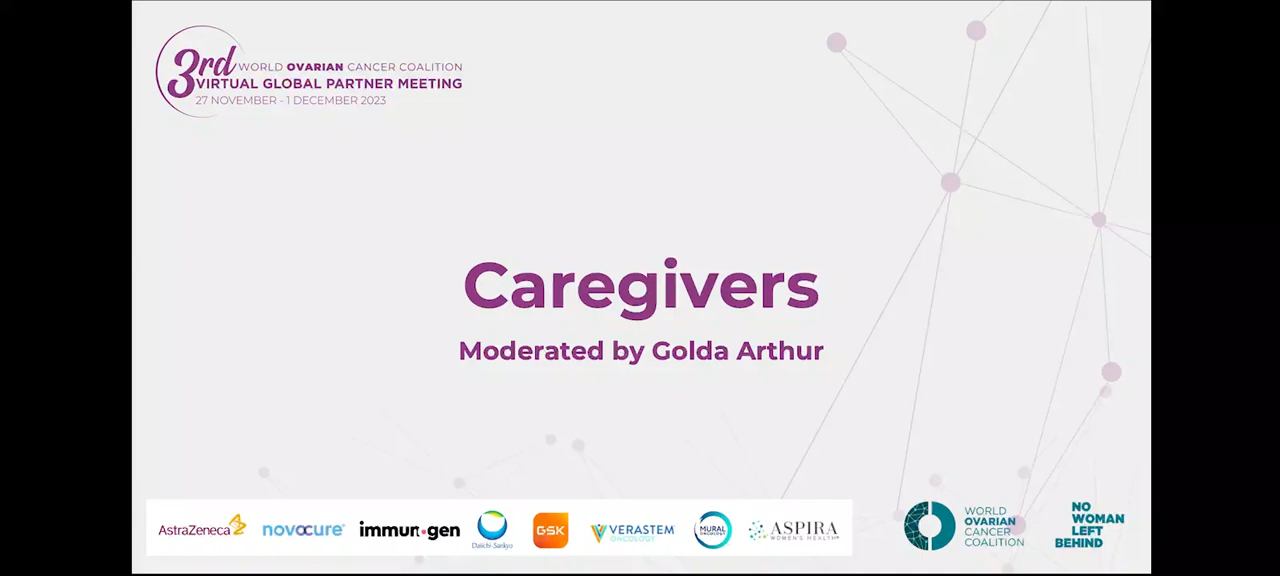 3rd WORLD OVARIAN CANCER COALITION
VIRTUAL GLOBAL PARTNER MEETING
27 NOVEMBER - 1 DECEMBER 2023
Caregivers
Moderated by Golda Arthur
AstraZeneca
novocure
immun•gen
Daiichi-Sankyo
GSK
VERASTEM
ONCOLOGY
MURAL
ONCOLOGY
ASPIRA
WOMEN'S HEALTH
WORLD
OVARIAN
CANCER
COALITION
NO
WOMAN
LEFT
BEHIND